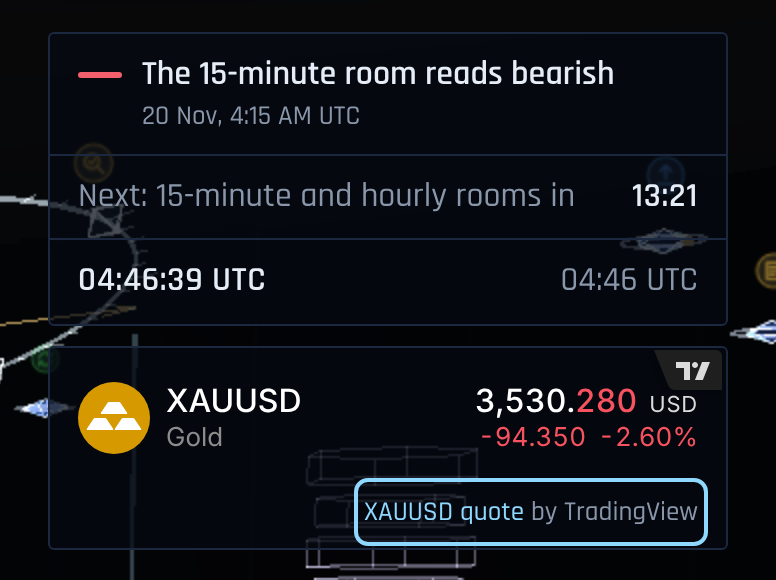 The 15-minute room reads bearish
20 Nov, 4:15 AM UTC
Next: 15-minute and hourly rooms in 13:21
04:46:39 UTC 04:46 UTC
XAUUSD 3,530.280 USD
Gold -94.350 -2.60%
XAUUSD quote by TradingView